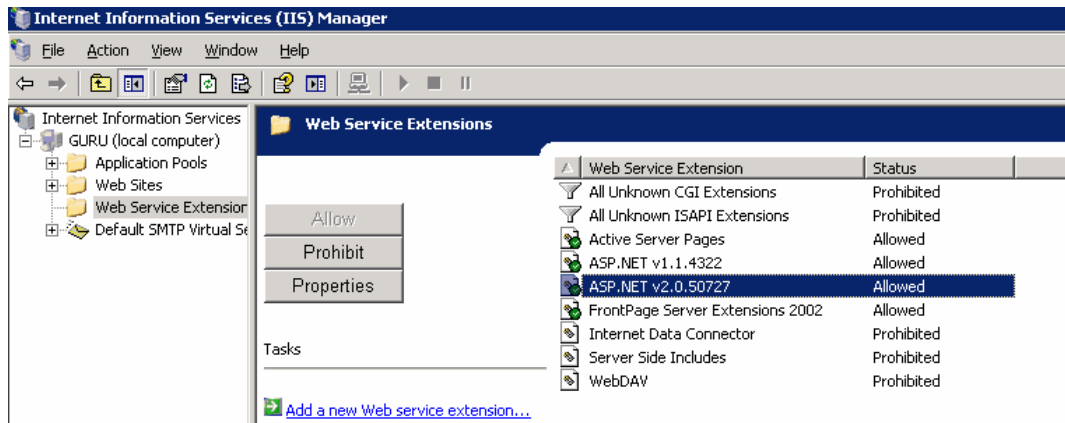 Internet Information Services (IIS) Manager
File Action View Window Help
Internet Information Services
GURU (local computer)
Application Pools
Web Sites
Web Service Extension
Default SMTP Virtual Se
Web Service Extensions
Allow
Prohibit
Properties
Tasks
Add a new Web service extension...
Web Service Extension Status
All Unknown CGI Extensions Prohibited
All Unknown ISAPI Extensions Prohibited
Active Server Pages Allowed
ASP.NET v1.1.4322 Allowed
ASP.NET v2.0.50727 Allowed
FrontPage Server Extensions 2002 Allowed
Internet Data Connector Prohibited
Server Side Includes Prohibited
WebDAV Prohibited